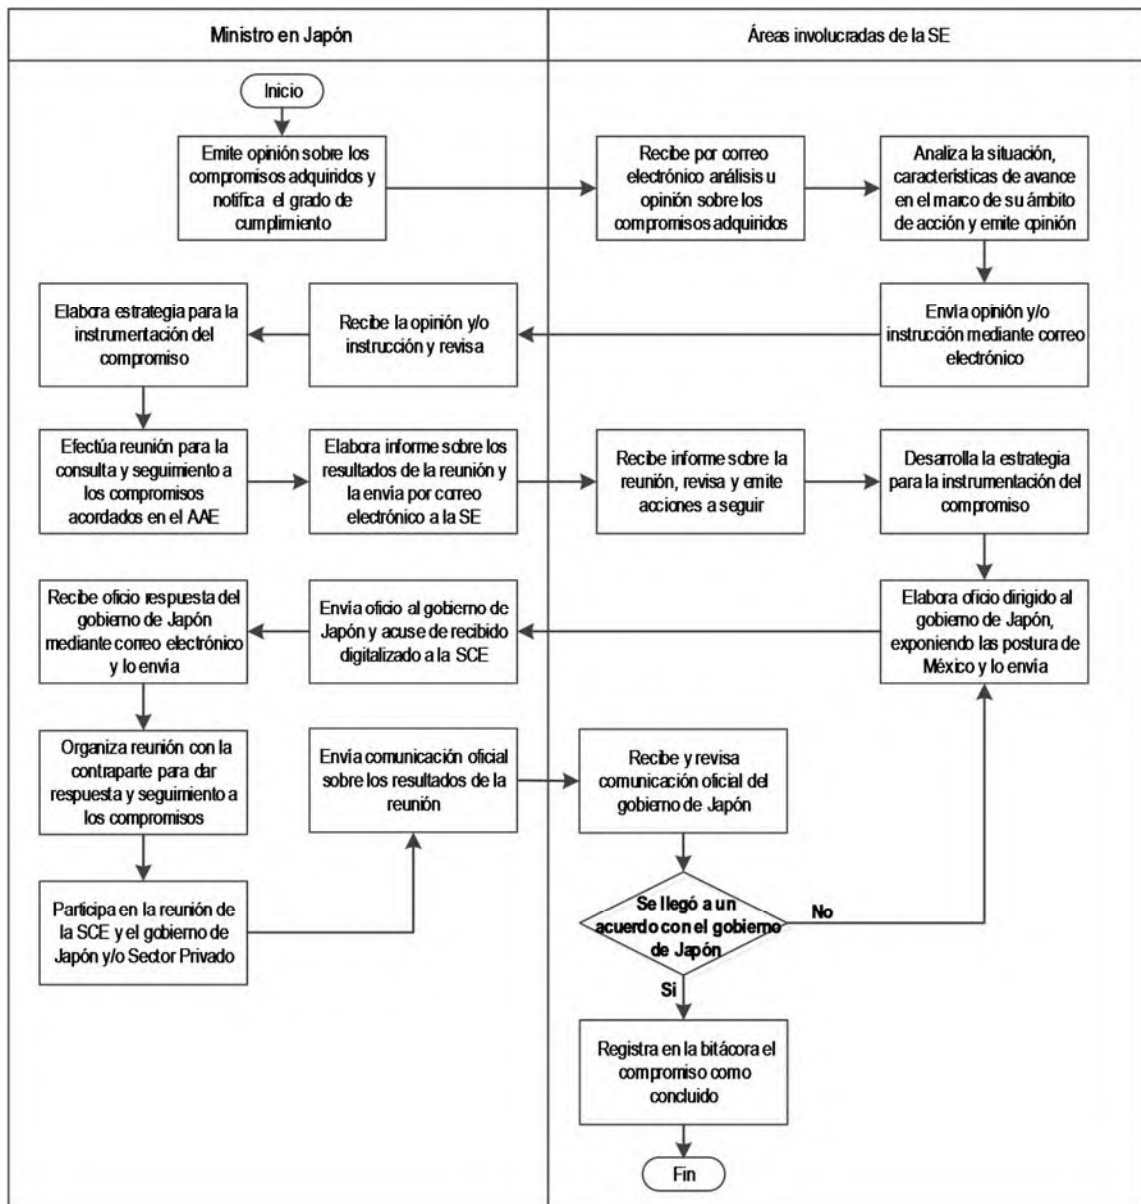 Ministro en Japón
Áreas involucradas de la SE
Inicio
Emite opinión sobre los
compromisos adquiridos y
notifica el grado de
cumplimiento
Recibe por correo
electrónico análisis u
opinión sobre los
compromisos adquiridos
Analiza la situación,
características de avance
en el marco de su ámbito
de acción y emite opinión
Envía opinión y/o
instrucción mediante correo
electrónico
Recibe la opinión y/o
instrucción y revisa
Elabora estrategia para la
instrumentación del
compromiso
Efectúa reunión para la
consulta y seguimiento a
los compromisos
acordados en el AAE
Elabora informe sobre los
resultados de la reunión y
la envía por correo
electrónico a la SE
Recibe informe sobre la
reunión, revisa y emite
acciones a seguir
Desarrolla la estrategia
para la instrumentación del
compromiso
Elabora oficio dirigido al
gobierno de Japón,
exponiendo las postura de
México y lo envía
Envía oficio al gobierno de
Japón y acuse de recibido
digitalizado a la SCE
Recibe oficio respuesta del
gobierno de Japón
mediante correo electrónico
y lo envía
Organiza reunión con la
contraparte para dar
respuesta y seguimiento a
los compromisos
Participa en la reunión de
la SCE y el gobierno de
Japón y/o Sector Privado
Envía comunicación oficial
sobre los resultados de la
reunión
Recibe y revisa
comunicación oficial del
gobierno de Japón
Se llegó a un
acuerdo con el gobierno
de Japón
No
Si
Registra en la bitácora el
compromiso como
concluido
Fin